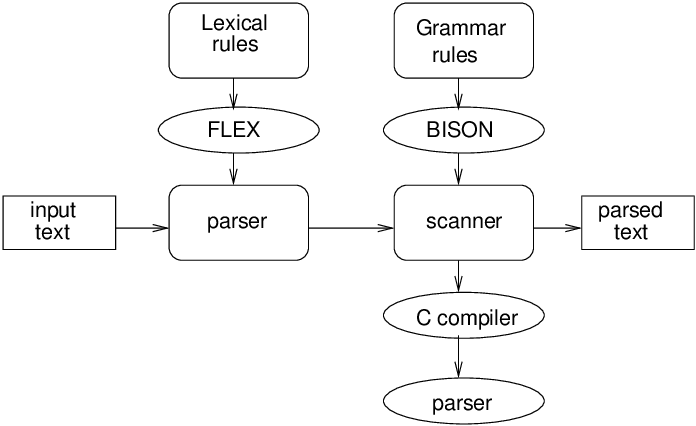 Lexical
rules
Grammar
rules
FLEX
BISON
input
text
parser
scanner
parsed
text
C compiler
parser